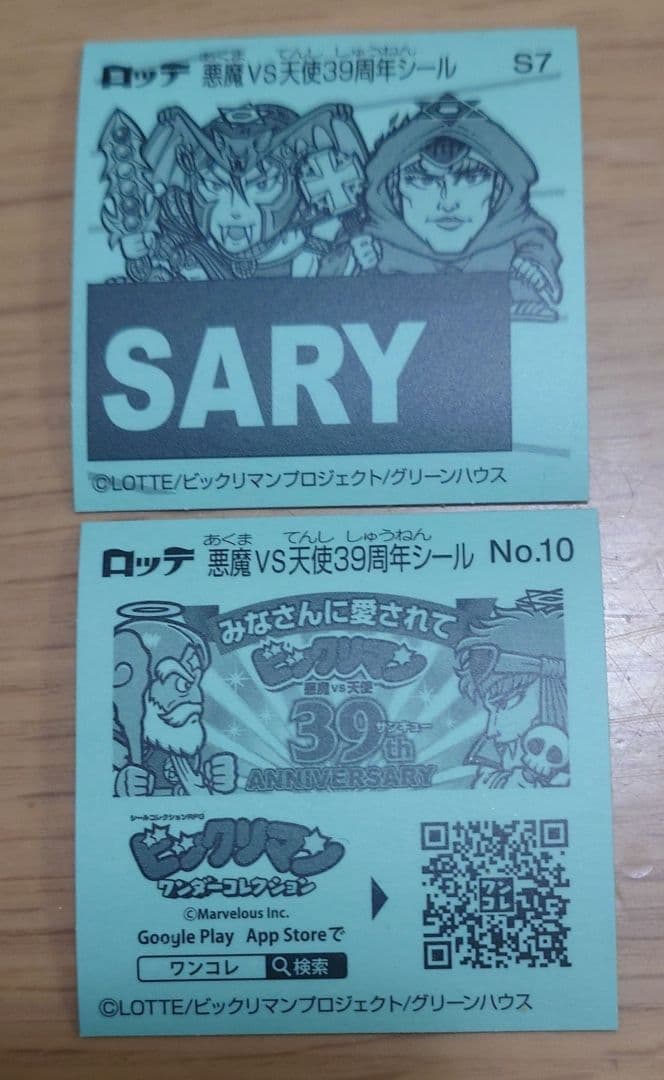 あくま てんし しゅうねん
ロッテ 悪魔VS天使39周年シール S7
SARY
©LOTTE/ビックリマンプロジェクト/グリーンハウス
あくま てんし しゅうねん
ロッテ 悪魔VS天使39周年シール No.10
みなさんに愛されて
ビックリマン
悪魔VS天使
サンキュー
39th
ANNIVERSARY
シールコレクションRPG
ビックリマン
ワンダーコレクション
©Marvelous Inc.
Google Play App Storeで
ワンコレ 検索
ワンコレ
©LOTTE/ビックリマンプロジェクト/グリーンハウス